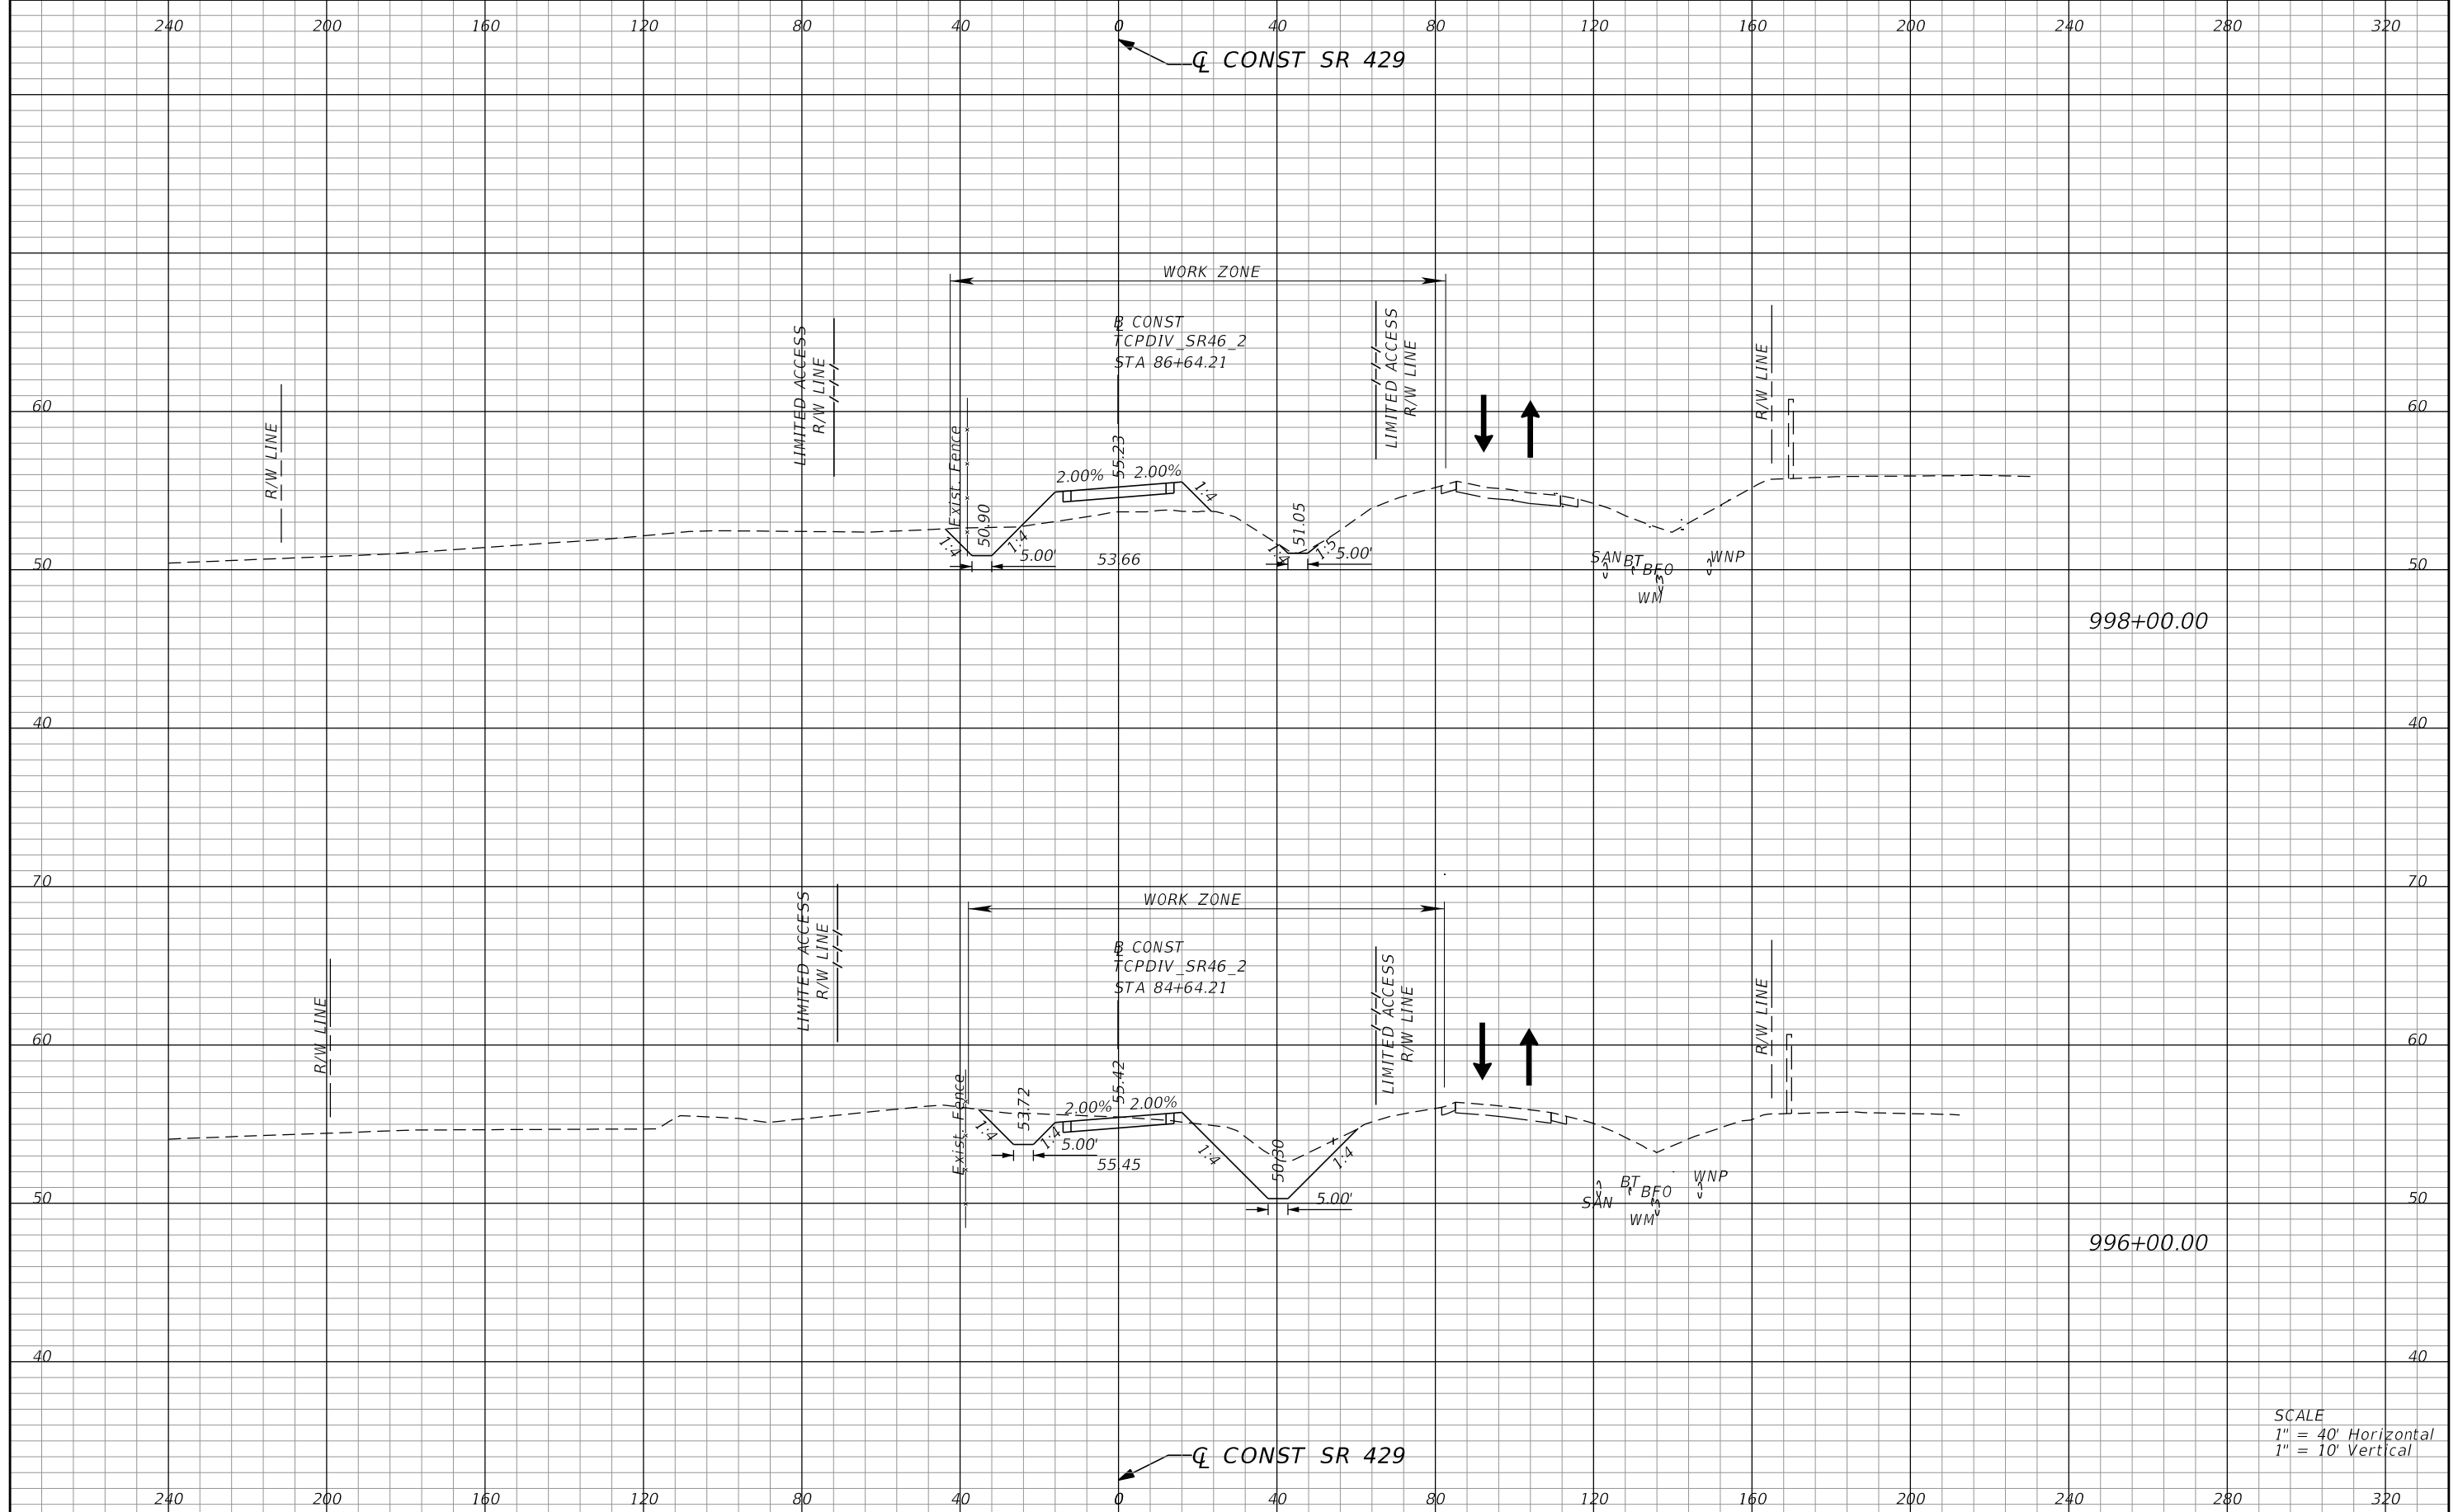 240 200 160 120 80 40 0 40 80 120 160 200 240 280 320
℄ CONST SR 429
WORK ZONE
LIMITED ACCESS
R/W LINE
℄ CONST
TCPDIV_SR46_2
STA 86+64.21
LIMITED ACCESS
R/W LINE
R/W LINE
R/W LINE
60 60
Exist. Fence
55.23
2.00% 2.00%
1:4
50.90
51.05
1:4
1:4
5.00'
53.66
1:4
1:5
5.00'
50 50
SAN
BT
BFO
WM
WNP
998+00.00
40 40
70 70
WORK ZONE
LIMITED ACCESS
R/W LINE
℄ CONST
TCPDIV_SR46_2
STA 84+64.21
LIMITED ACCESS
R/W LINE
R/W LINE
R/W LINE
60 60
Exist. Fence
53.72
55.42
2.00% 2.00%
1:4
1:4
5.00'
55.45
1:4
50.30
1:4
5.00'
50 50
SAN
BT
BFO
WM
WNP
996+00.00
40 40
SCALE
1" = 40' Horizontal
1" = 10' Vertical
℄ CONST SR 429
240 200 160 120 80 40 0 40 80 120 160 200 240 280 320